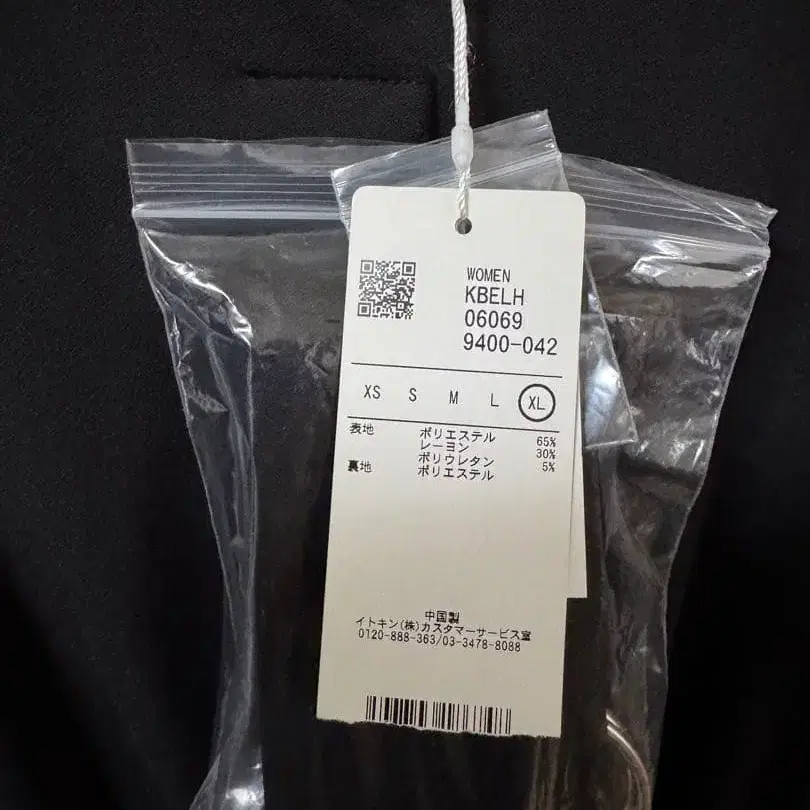 WOMEN
KBELH
06069
9400-042
XS S M L XL
表地 ポリエステル 65%
レーヨン 30%
ポリウレタン 5%
裏地 ポリエステル
中国製
イトキン(株)カスタマーサービス室
0120-888-363/03-3478-8088